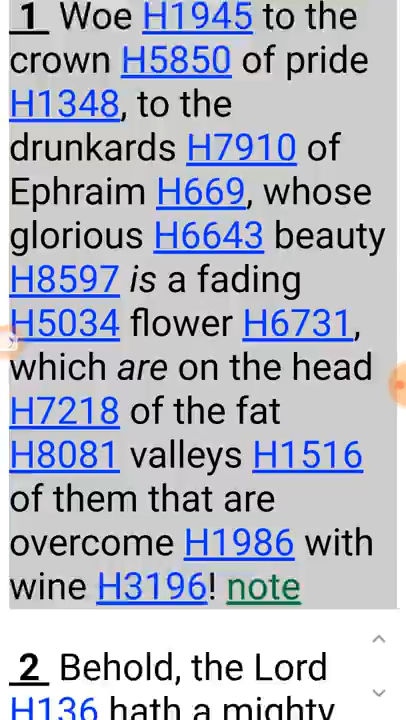 1 Woe H1945 to the
crown H5850 of pride
H1348, to the
drunkards H7910 of
Ephraim H669, whose
glorious H6643 beauty
H8597 is a fading
H5034 flower H6731,
which are on the head
H7218 of the fat
H8081 valleys H1516
of them that are
overcome H1986 with
wine H3196! note
2 Behold, the Lord
H136 hath a mighty